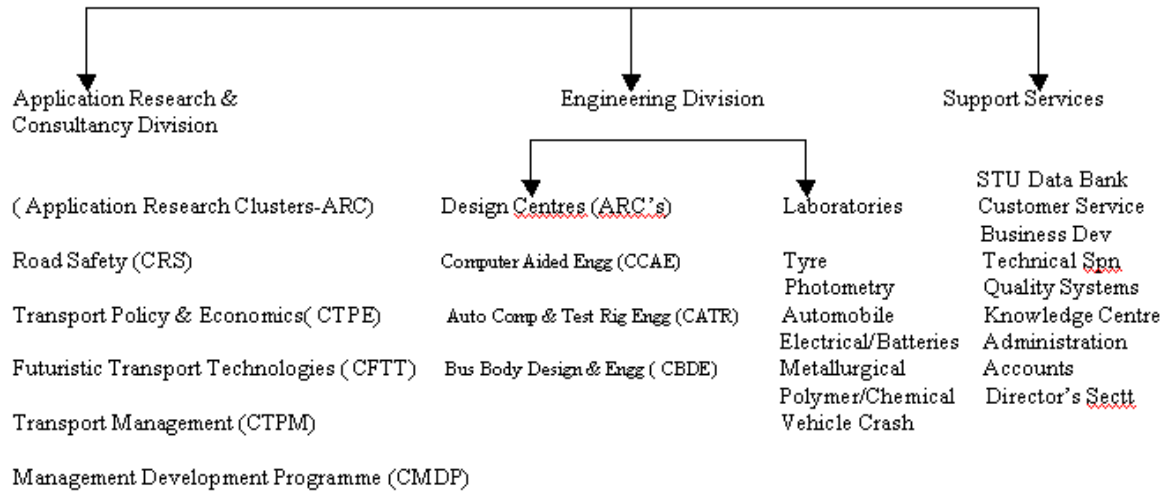 Application Research &
Consultancy Division
Engineering Division
Support Services
( Application Research Clusters-ARC)
Road Safety (CRS)
Transport Policy & Economics( CTPE)
Futuristic Transport Technologies ( CFTT)
Transport Management (CTPM)
Management Development Programme (CMDP)
Design Centres (ARC's)
Computer Aided Engg (CCAE)
Auto Comp & Test Rig Engg (CATR)
Bus Body Design & Engg ( CBDE)
Laboratories
Tyre
Photometry
Automobile
Electrical/Batteries
Metallurgical
Polymer/Chemical
Vehicle Crash
STU Data Bank
Customer Service
Business Dev
Technical Spn
Quality Systems
Knowledge Centre
Administration
Accounts
Director's Sectt